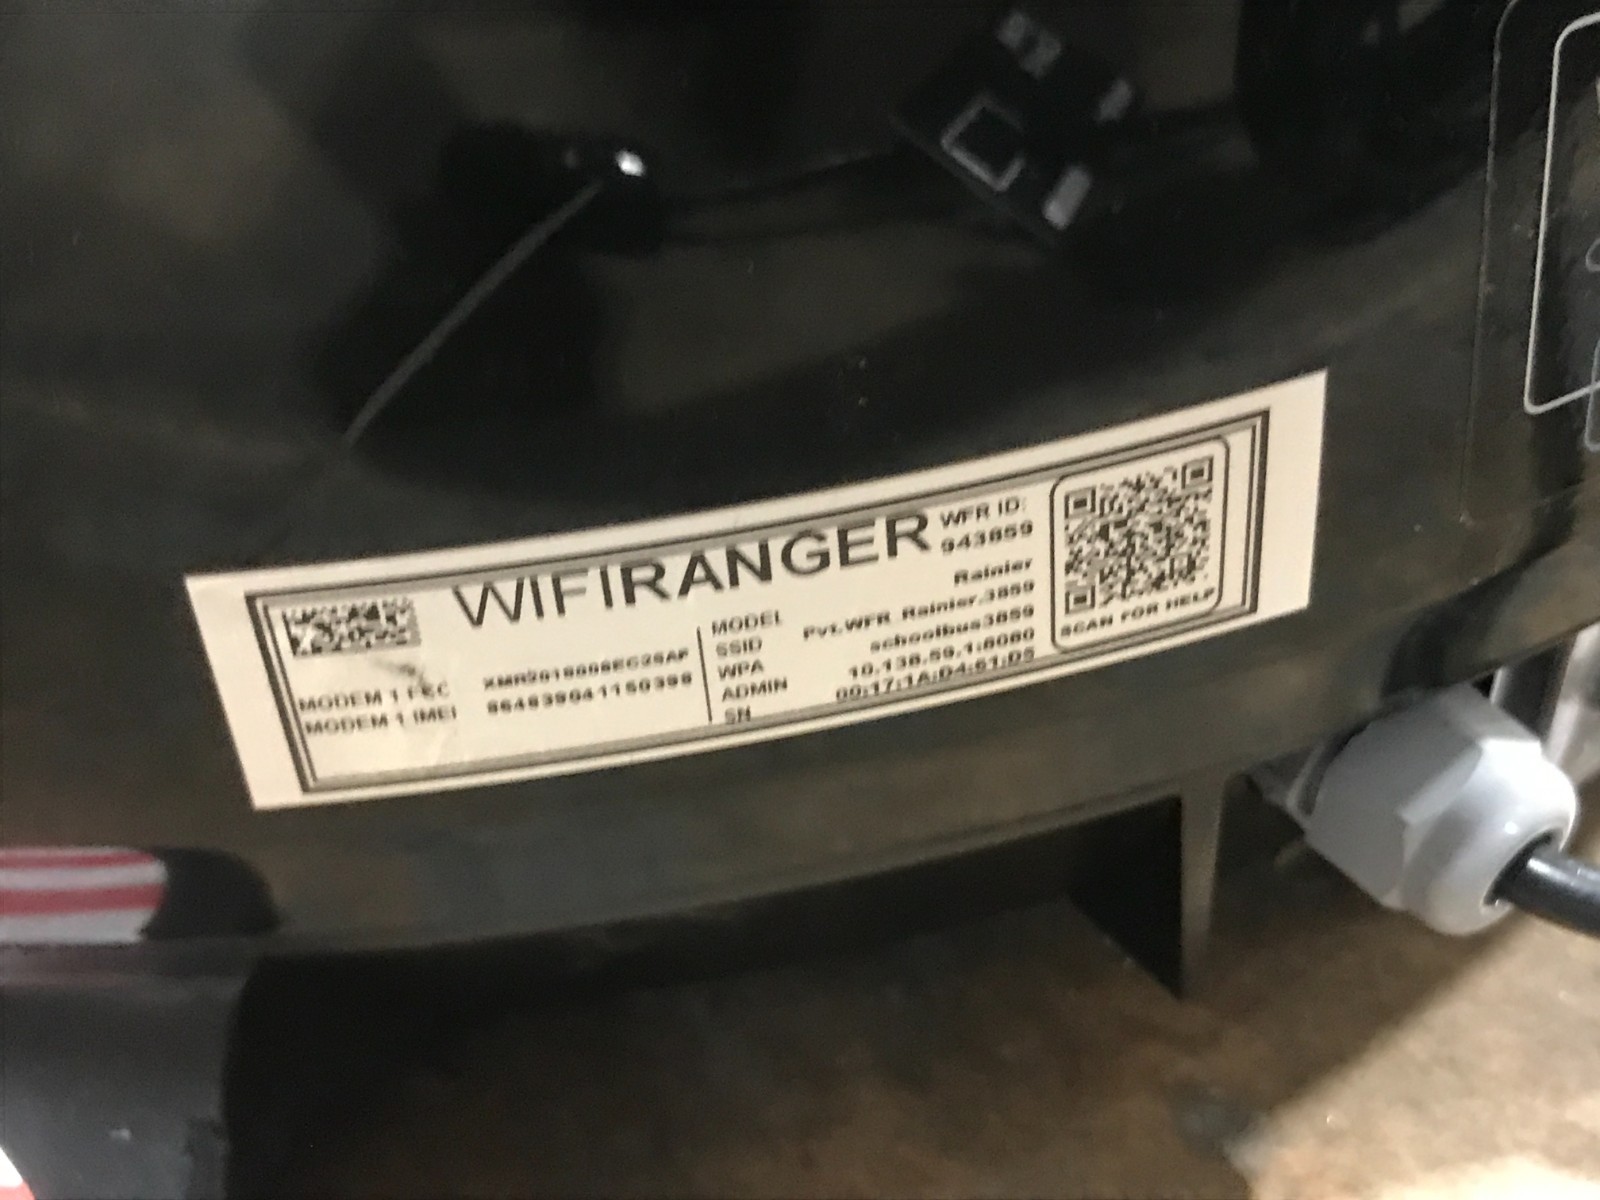 WIFIRANGER
WFR ID:
943859
MODEL Rainier
SSID Pvt.WFR_Rainier.3859
WPA schoolbus3859
ADMIN 10.138.59.1:8080
SN 00:17:1A:D4:61:D5
MODEM 1 FCC
MODEM 1 IMEI
SCAN FOR HELP